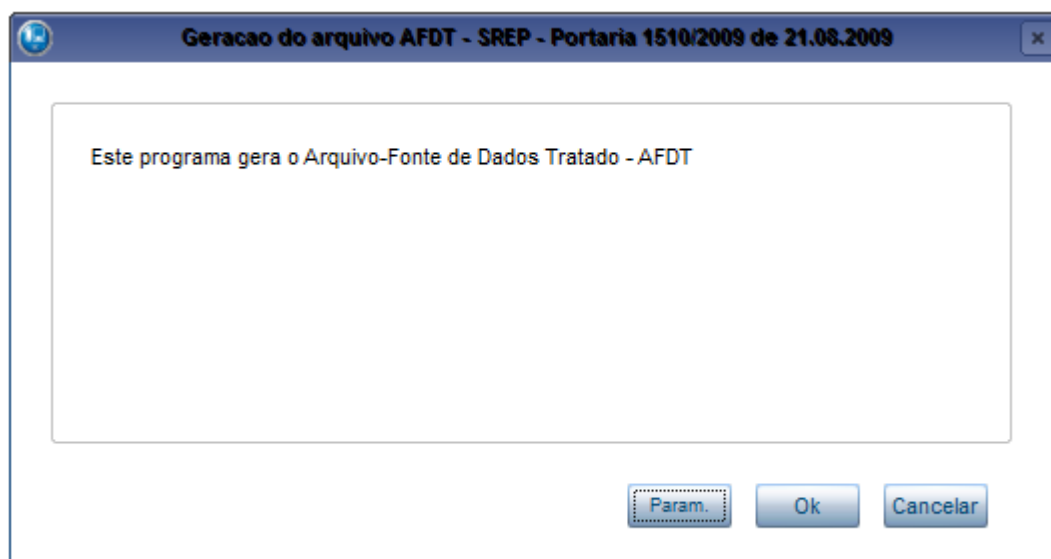 Geracao do arquivo AFDT - SREP - Portaria 1510/2009 de 21.08.2009
Este programa gera o Arquivo-Fonte de Dados Tratado - AFDT
Param.
Ok
Cancelar